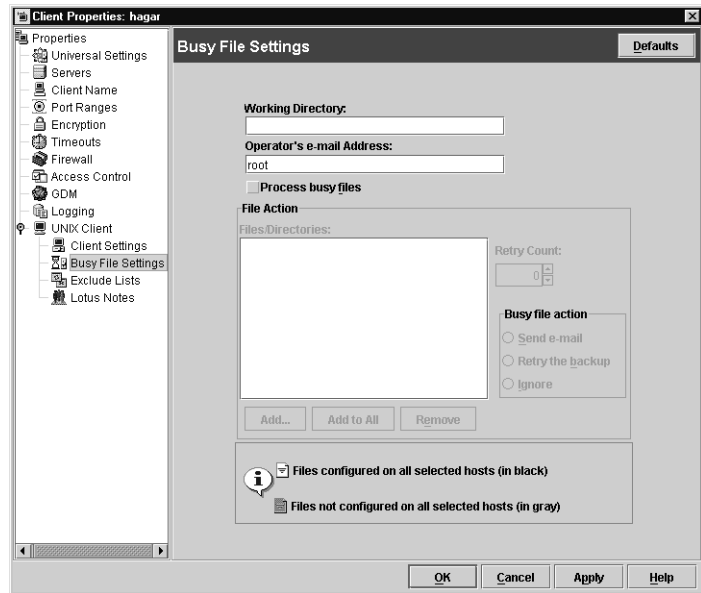 Client Properties: hagar
Properties
Universal Settings
Servers
Client Name
Port Ranges
Encryption
Timeouts
Firewall
Access Control
GDM
Logging
UNIX Client
Client Settings
Busy File Settings
Exclude Lists
Lotus Notes
Busy File Settings
Defaults
Working Directory:
Operator's e-mail Address:
root
Process busy files
File Action
Files/Directories:
Retry Count:
0
Busy file action
Send e-mail
Retry the backup
Ignore
Add...
Add to All
Remove
Files configured on all selected hosts (in black)
Files not configured on all selected hosts (in gray)
OK
Cancel
Apply
Help